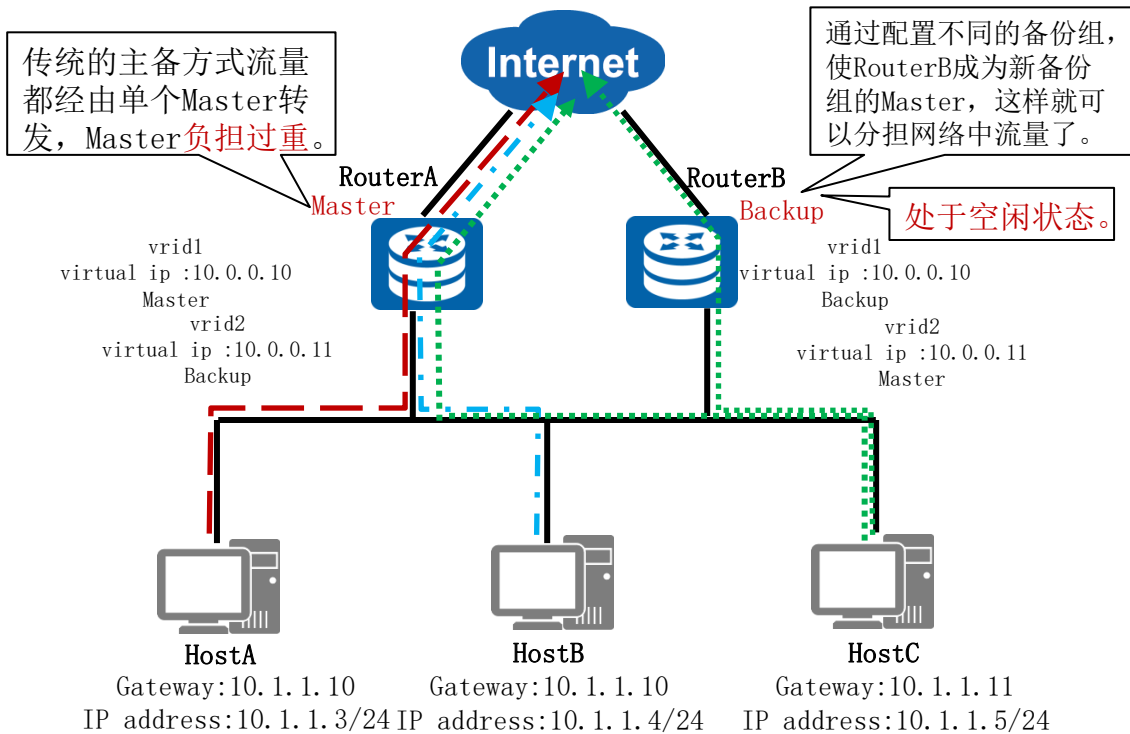 Internet
传统的主备方式流量
都经由单个Master转
发，Master负担过重。
通过配置不同的备份组，
使RouterB成为新备份
组的Master，这样就可
以分担网络中流量了。
RouterA
Master
RouterB
Backup
处于空闲状态。
vrid1
virtual ip :10.0.0.10
Master
vrid2
virtual ip :10.0.0.11
Backup
vrid1
virtual ip :10.0.0.10
Backup
vrid2
virtual ip :10.0.0.11
Master
HostA
Gateway:10.1.1.10
IP address:10.1.1.3/24
HostB
Gateway:10.1.1.10
IP address:10.1.1.4/24
HostC
Gateway:10.1.1.11
IP address:10.1.1.5/24